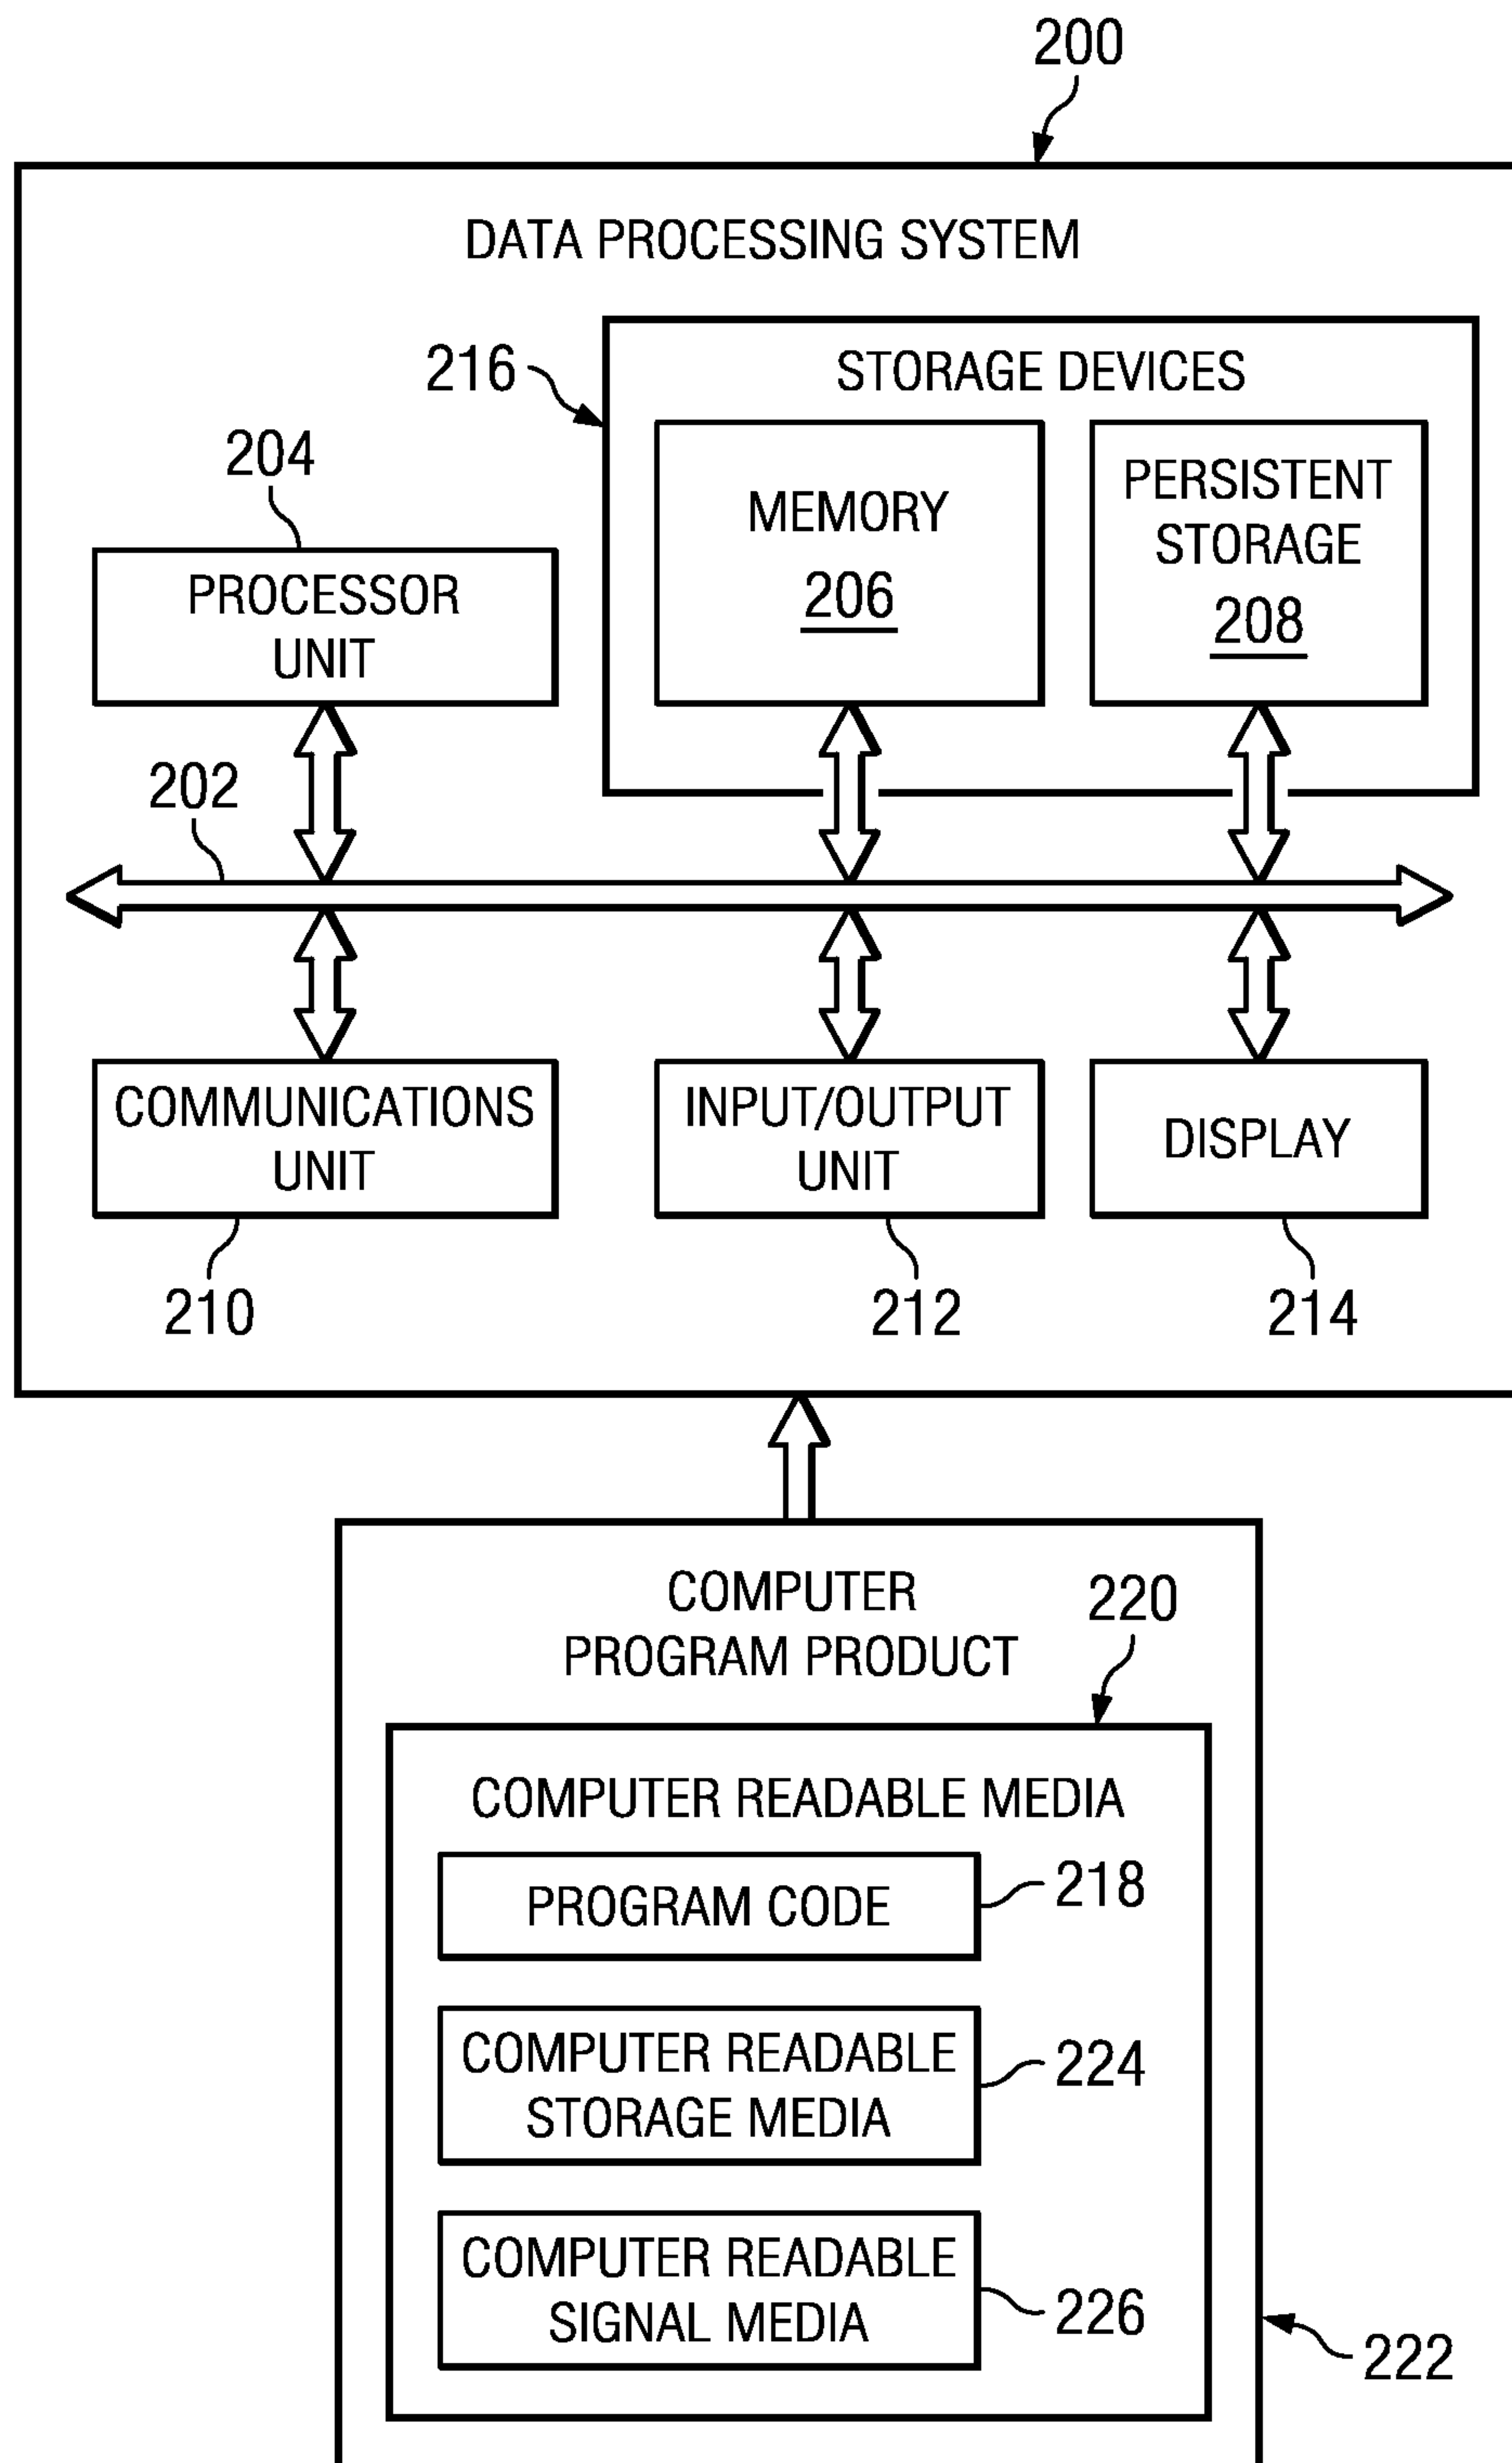 200
DATA PROCESSING SYSTEM
216
STORAGE DEVICES
204
MEMORY
206
PERSISTENT
STORAGE
208
PROCESSOR
UNIT
202
COMMUNICATIONS
UNIT
INPUT/OUTPUT
UNIT
DISPLAY
210
212
214
COMPUTER
PROGRAM PRODUCT
220
COMPUTER READABLE MEDIA
PROGRAM CODE
218
COMPUTER READABLE
STORAGE MEDIA
224
COMPUTER READABLE
SIGNAL MEDIA
226
222